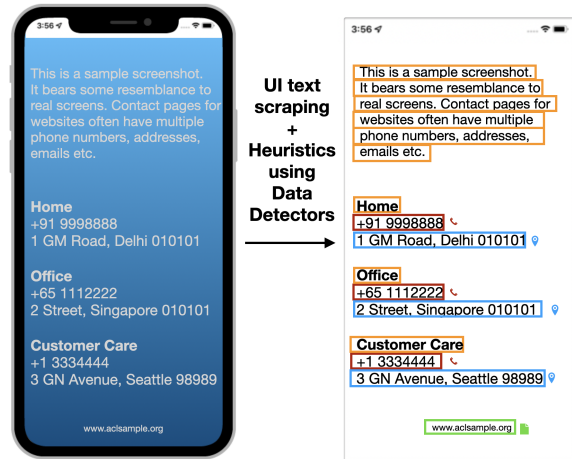 3:56
This is a sample screenshot.
It bears some resemblance to
real screens. Contact pages for
websites often have multiple
phone numbers, addresses,
emails etc.
Home
+91 9998888
1 GM Road, Delhi 010101
Office
+65 1112222
2 Street, Singapore 010101
Customer Care
+1 3334444
3 GN Avenue, Seattle 98989
www.aclsample.org
UI text
scraping
+
Heuristics
using
Data
Detectors
3:56
This is a sample screenshot.
It bears some resemblance to
real screens. Contact pages for
websites often have multiple
phone numbers, addresses,
emails etc.
Home
+91 9998888
1 GM Road, Delhi 010101
Office
+65 1112222
2 Street, Singapore 010101
Customer Care
+1 3334444
3 GN Avenue, Seattle 98989
www.aclsample.org